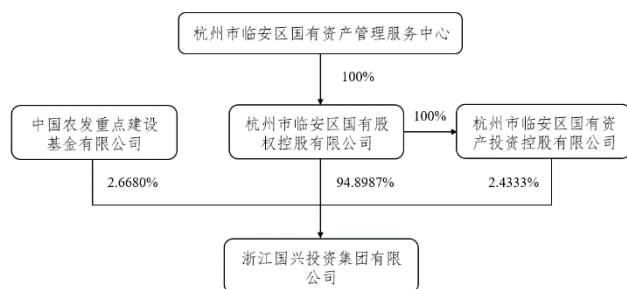 杭州市临安区国有资产管理服务中心
100%
中国农发重点建设
基金有限公司
杭州市临安区国有股
权控股有限公司
100%
杭州市临安区国有资
产投资控股有限公司
2.6680%
94.8987%
2.4333%
浙江国兴投资集团有限
公司